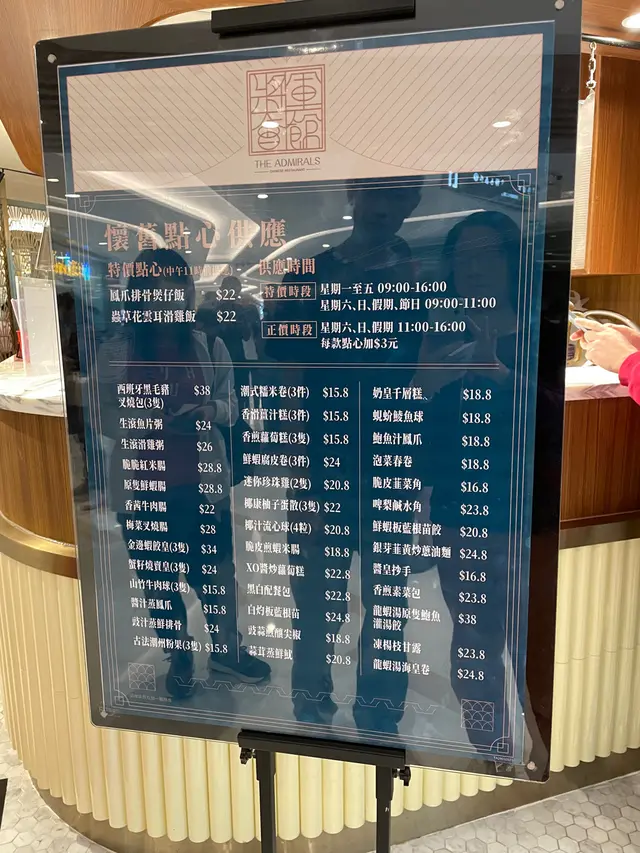 將軍會館
THE ADMIRALS
CHINESE RESTAURANT
懷舊點心供應
特價點心
鳳爪排骨煲仔飯 $22
蟲草花雲耳滑雞飯 $22
供應時間
特價時段 星期一至五 09:00-16:00
星期六、日、假期、節日 09:00-11:00
正價時段 星期六、日、假期 11:00-16:00
每款點心加$3元
西班牙黑毛豬 $38
叉燒包(3隻)
生滾魚片粥 $24
生滾滑雞粥 $26
脆脆紅米腸 $28.8
原隻鮮蝦腸 $28.8
香茜牛肉腸 $22
梅菜叉燒腸 $28
金邊蝦餃皇(3隻) $34
蟹籽燒賣皇(3隻) $24
山竹牛肉球(3隻) $15.8
醬汁蒸鳳爪 $15.8
豉汁蒸鮮排骨 $24
古法潮州粉果(3隻) $15.8
潮式糯米卷(3件) $15.8
香滑薑汁糕(3件) $15.8
香煎蘿蔔糕(3隻) $15.8
鮮蝦腐皮卷(3件) $24
迷你珍珠雞(2隻) $20.8
椰康柚子蛋散(3隻) $22
椰汁流心球(4粒) $20.8
脆皮煎蝦米腸 $18.8
XO醬炒蘿蔔糕 $22.8
黑白配餐包 $22.8
白灼板藍根苗 $24.8
豉蒜煎釀尖椒 $18.8
蒜茸蒸鮮魷 $20.8
奶皇千層糕 $18.8
蜆蚧鯪魚球 $18.8
鮑魚汁鳳爪 $18.8
泡菜春卷 $18.8
脆皮韮菜角 $16.8
啤梨鹹水角 $23.8
鮮蝦板藍根苗餃 $20.8
銀芽韮黃炒蔥油麵 $24.8
醬皇抄手 $16.8
香煎素菜包 $23.8
龍蝦湯原隻鮑魚 $38
灌湯餃
凍楊枝甘露 $23.8
龍蝦湯海皇卷 $24.8